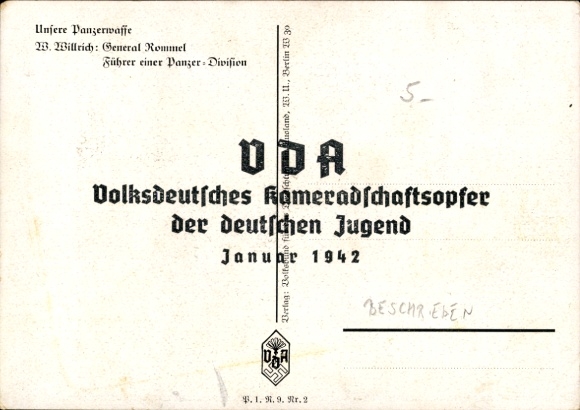 Unsere Panzerwaffe
W. Willrich: General Rommel
Führer einer Panzer-Division
5-
VDA
Volksdeutsches Kameradschaftsopfer
der deutschen Jugend
Januar 1942
Verlag: Volksbund für das Deutschtum im Ausland, W. U., Berlin W 30
BESCHRIEBEN
VDA
P. 1. R. 9. Nr. 2